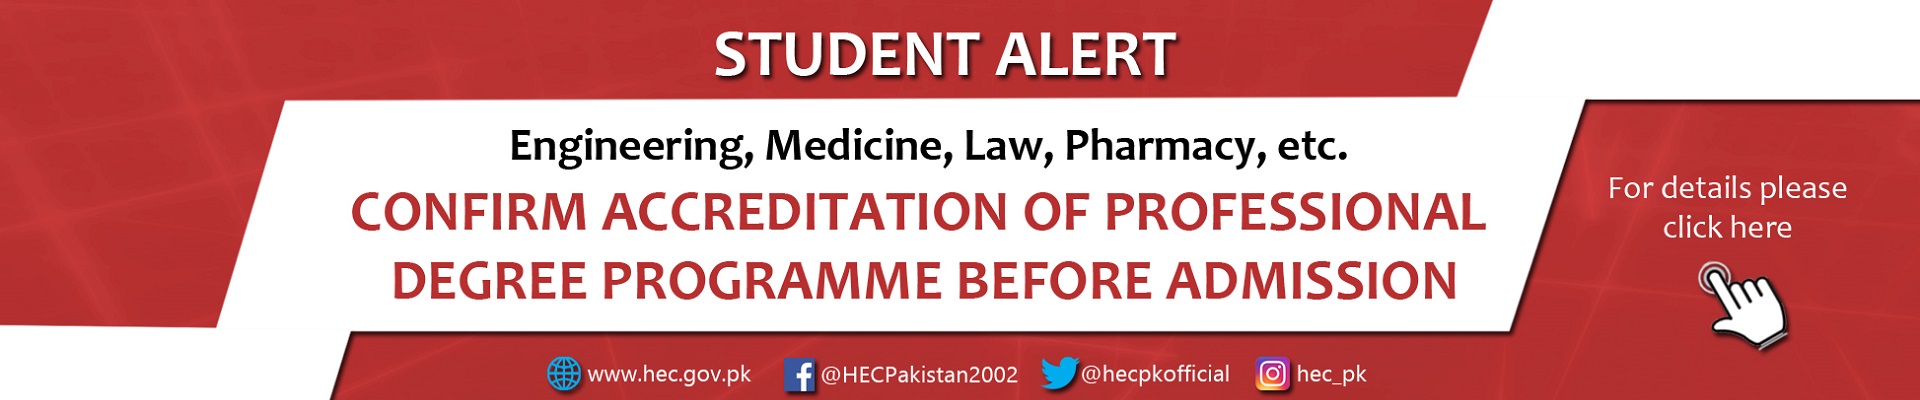 STUDENT ALERT
Engineering, Medicine, Law, Pharmacy, etc.
CONFIRM ACCREDITATION OF PROFESSIONAL
DEGREE PROGRAMME BEFORE ADMISSION
For details please
click here
www.hec.gov.pk @HECPakistan2002 @hecpkofficial hec_pk